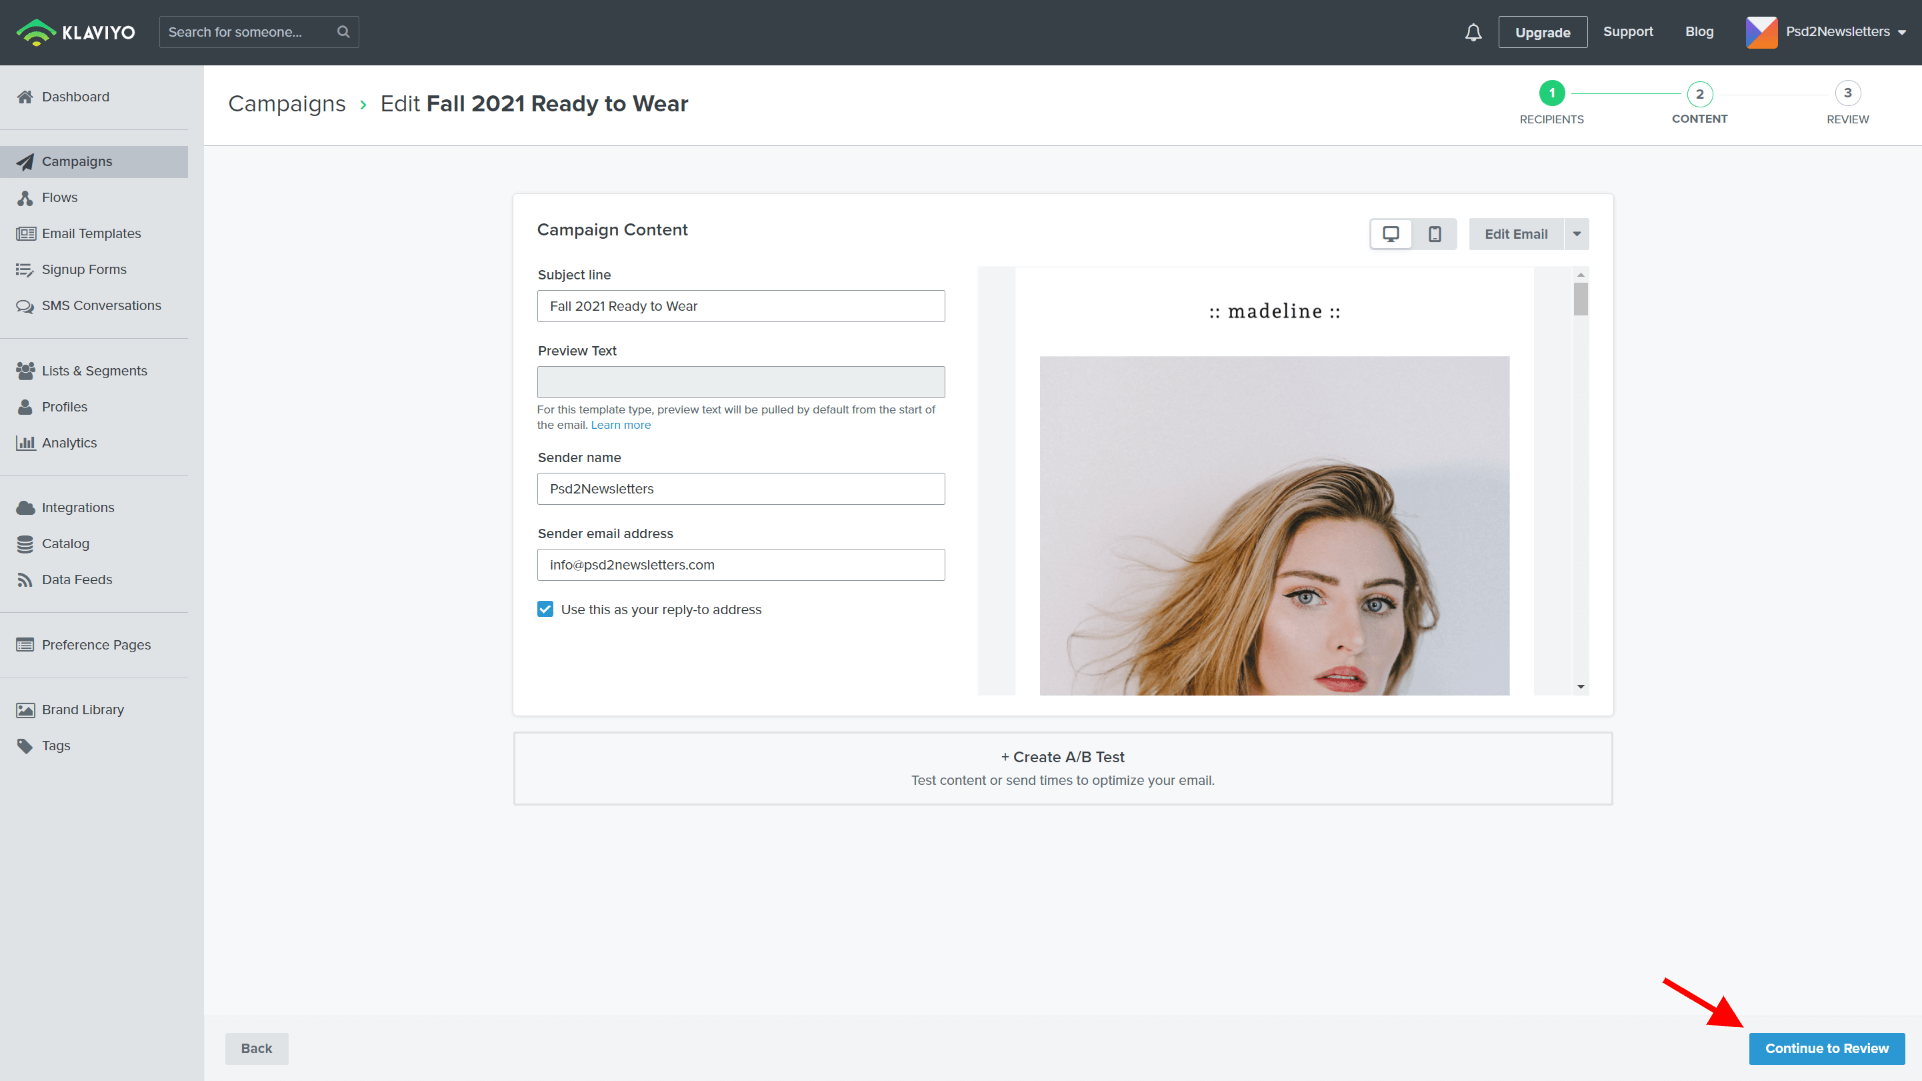 KLAVIYO
Search for someone...
Upgrade
Support
Blog
Psd2Newsletters
Dashboard
Campaigns
Flows
Email Templates
Signup Forms
SMS Conversations
Lists & Segments
Profiles
Analytics
Integrations
Catalog
Data Feeds
Preference Pages
Brand Library
Tags
Campaigns › Edit Fall 2021 Ready to Wear
1
RECIPIENTS
2
CONTENT
3
REVIEW
Campaign Content
Edit Email
Subject line
Fall 2021 Ready to Wear
Preview Text
For this template type, preview text will be pulled by default from the start of
the email. Learn more
Sender name
Psd2Newsletters
Sender email address
info@psd2newsletters.com
Use this as your reply-to address
:: madeline ::
+ Create A/B Test
Test content or send times to optimize your email.
Back
Continue to Review